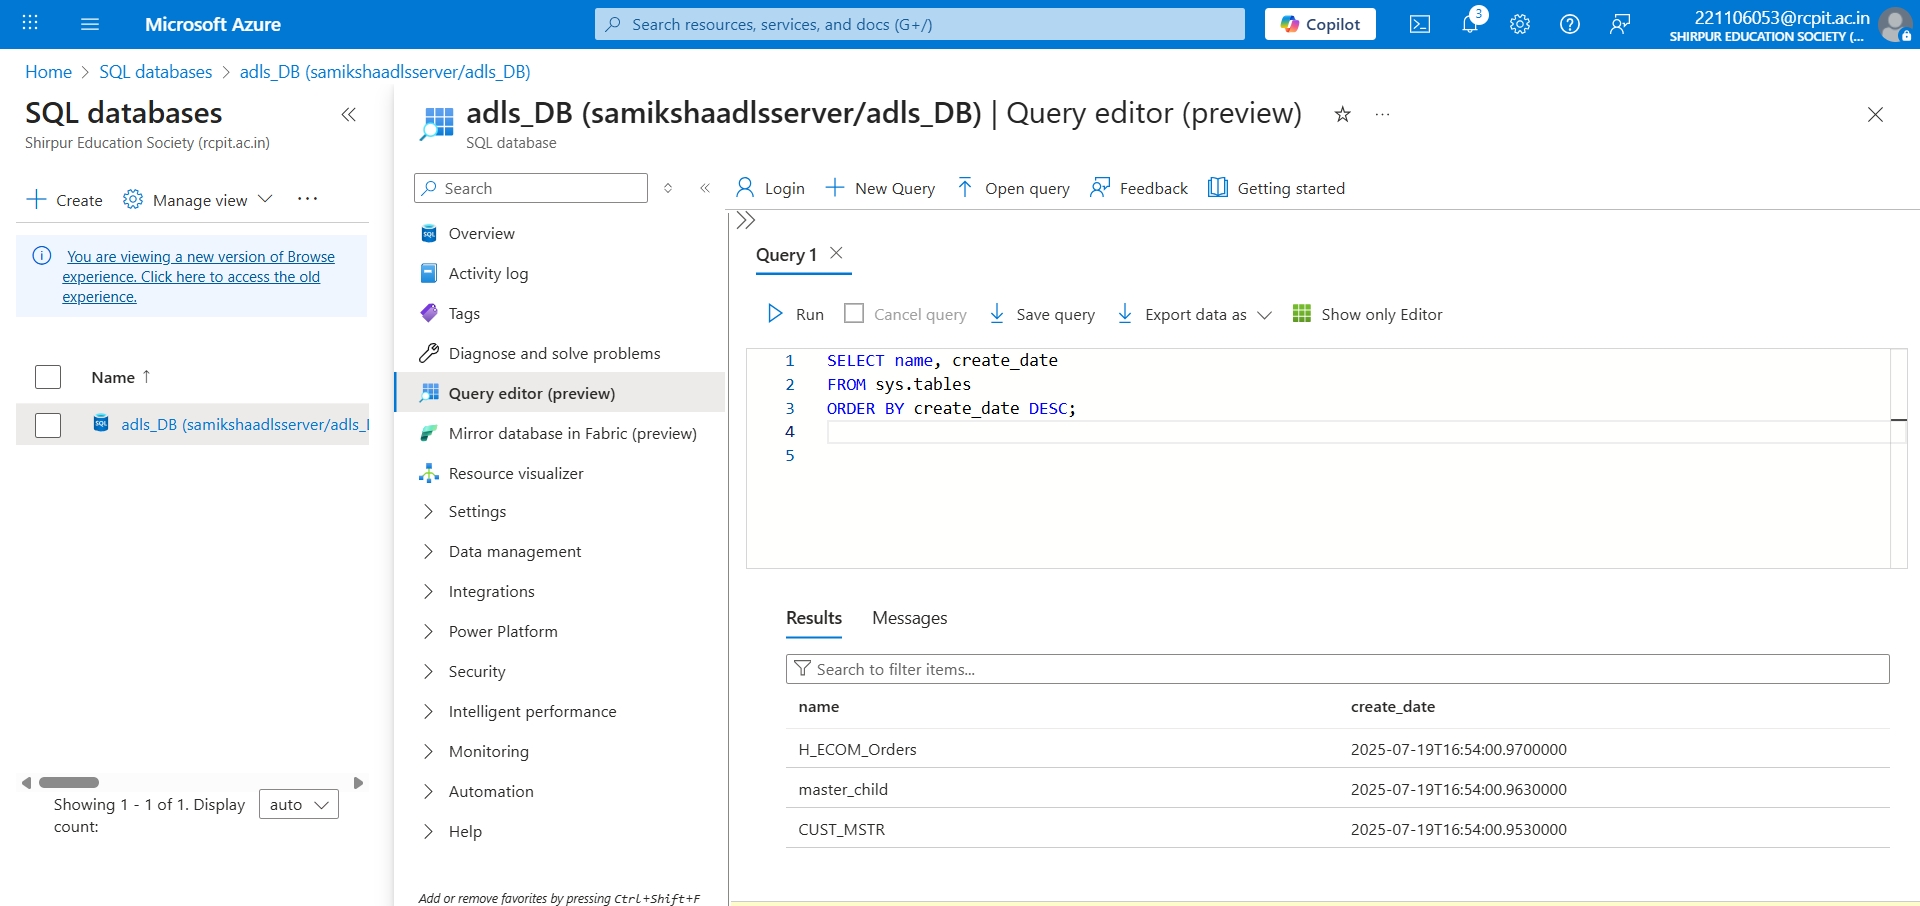 Microsoft Azure
Search resources, services, and docs (G+/)
Copilot
3
221106053@rcpit.ac.in
SHIRPUR EDUCATION SOCIETY (...
Home > SQL databases > adls_DB (samikshaadlsserver/adls_DB)
SQL databases
Shirpur Education Society (rcpit.ac.in)
Create
Manage view
You are viewing a new version of Browse
experience. Click here to access the old
experience.
Name ↑
adls_DB (samikshaadlsserver/adls_
Showing 1 - 1 of 1. Display
count:
auto
adls_DB (samikshaadlsserver/adls_DB) | Query editor (preview)
SQL database
Search
Overview
Activity log
Tags
Diagnose and solve problems
Query editor (preview)
Mirror database in Fabric (preview)
Resource visualizer
Settings
Data management
Integrations
Power Platform
Security
Intelligent performance
Monitoring
Automation
Help
Add or remove favorites by pressing Ctrl+Shift+F
Login
New Query
Open query
Feedback
Getting started
Query 1
Run
Cancel query
Save query
Export data as
Show only Editor
1 SELECT name, create_date
2 FROM sys.tables
3 ORDER BY create_date DESC;
4
5
Results
Messages
Search to filter items...
name create_date
H_ECOM_Orders 2025-07-19T16:54:00.9700000
master_child 2025-07-19T16:54:00.9630000
CUST_MSTR 2025-07-19T16:54:00.9530000